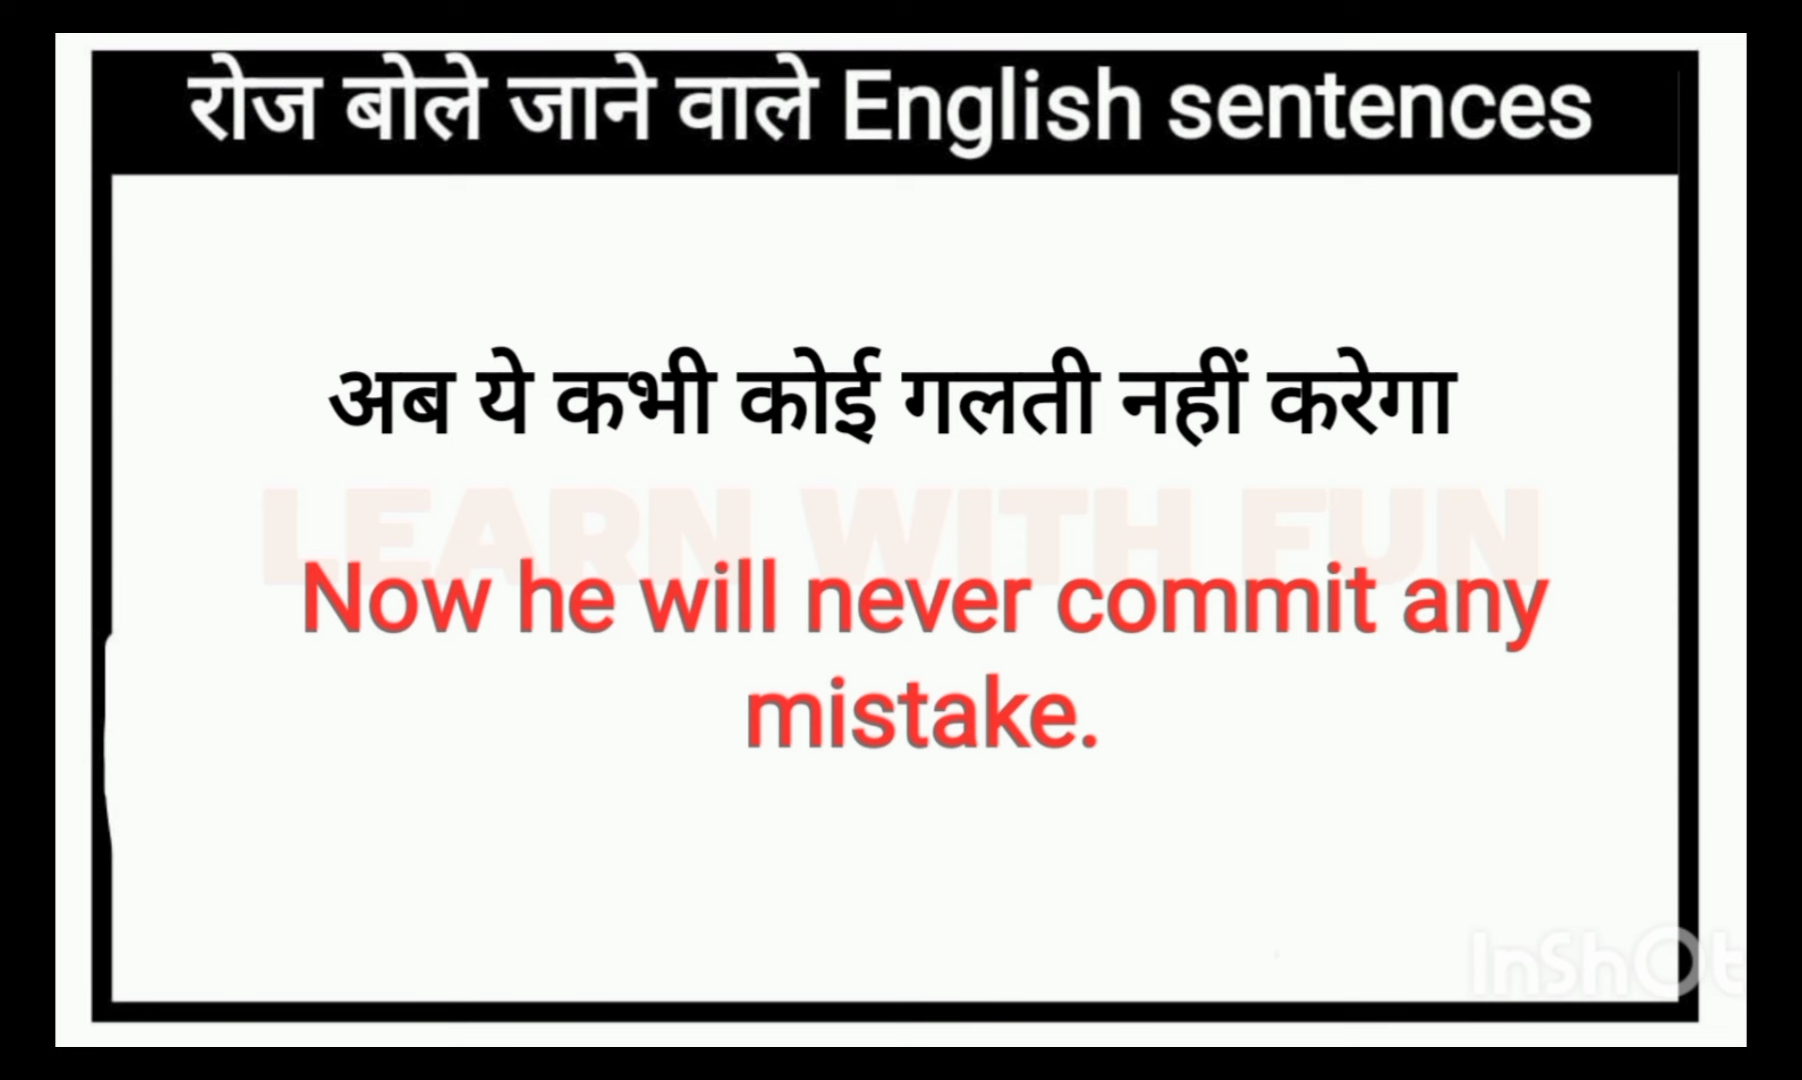 रोज बोले जाने वाले English sentences
अब ये कभी कोई गलती नहीं करेगा
LEARN WITH FUN
Now he will never commit any
mistake.
InShOt